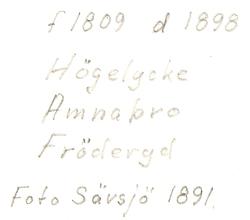 f 1809 d 1898
Högelycke
Amnabro
Frödergd
Foto Sävsjö 1891.